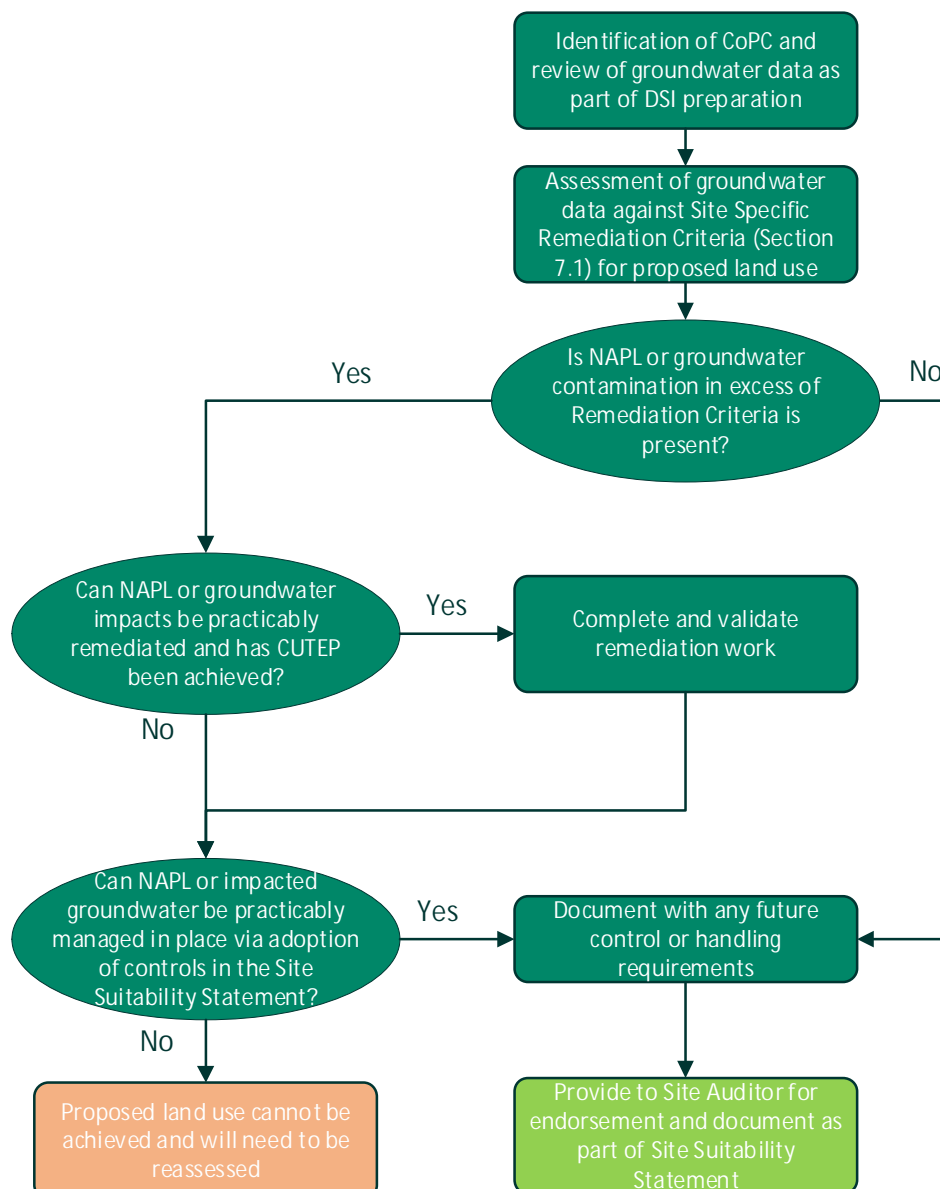 Identification of CoPC and
review of groundwater data as
part of DSI preparation
Assessment of groundwater
data against Site Specific
Remediation Criteria (Section
7.1) for proposed land use
Is NAPL or groundwater
contamination in excess of
Remediation Criteria is
present?
Yes
No
Can NAPL or groundwater
impacts be practicably
remediated and has CUTEP
been achieved?
Yes
Complete and validate
remediation work
No
Can NAPL or impacted
groundwater be practicably
managed in place via adoption
of controls in the Site
Suitability Statement?
Yes
Document with any future
control or handling
requirements
No
Proposed land use cannot be
achieved and will need to be
reassessed
Provide to Site Auditor for
endorsement and document as
part of Site Suitability
Statement